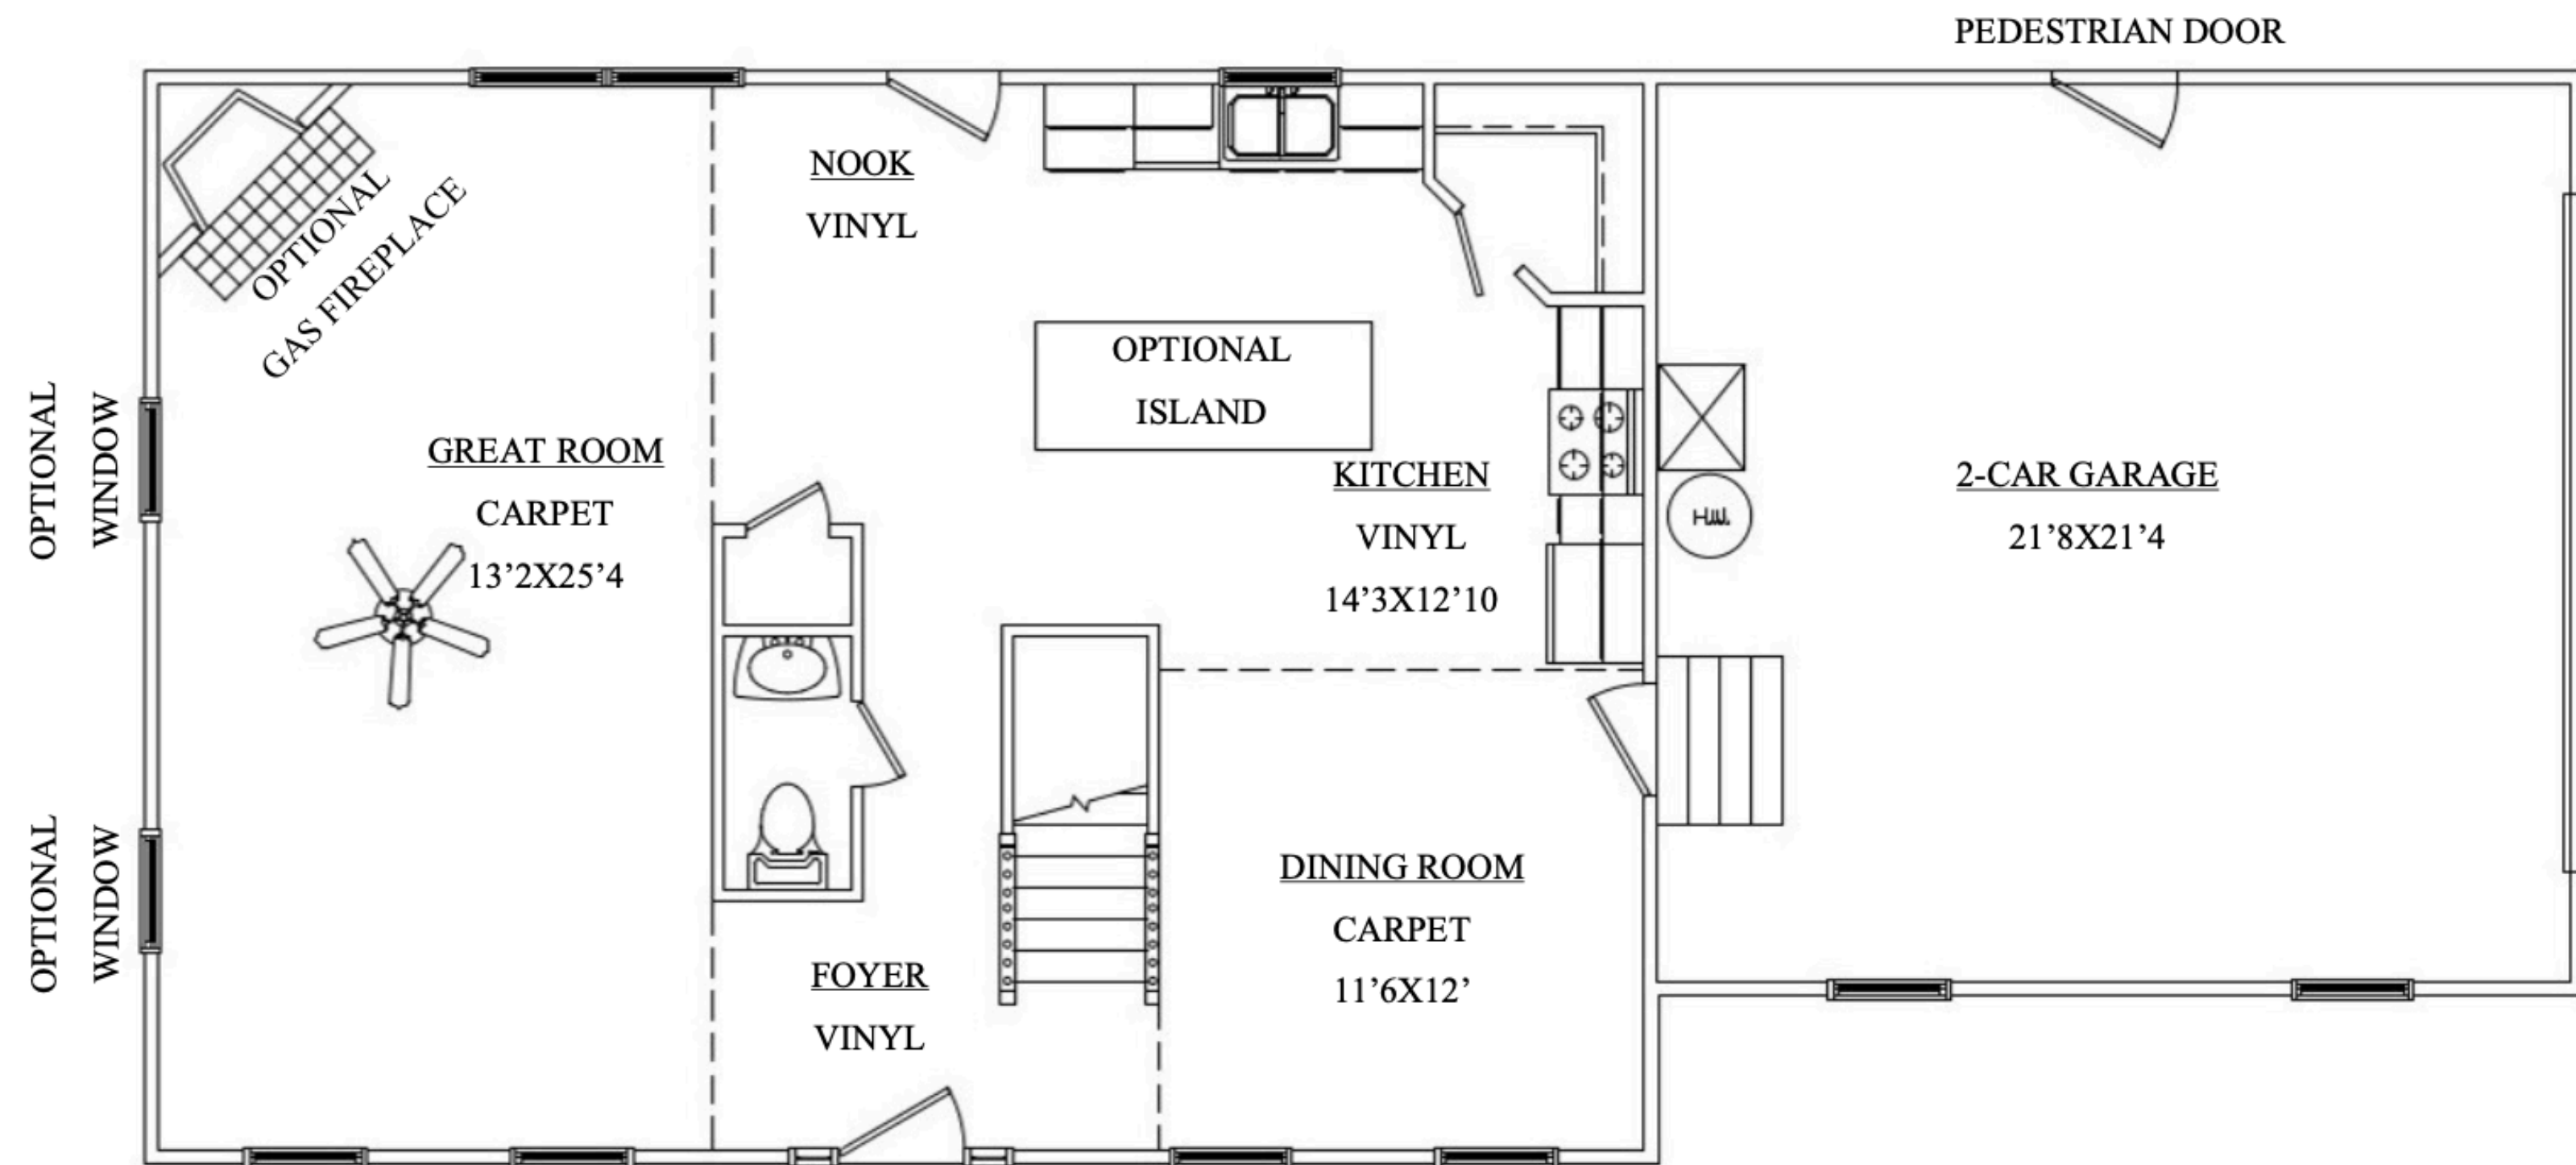 PEDESTRIAN DOOR
NOOK
VINYL
OPTIONAL
GAS FIREPLACE
OPTIONAL
ISLAND
OPTIONAL
WINDOW
GREAT ROOM
CARPET
13’2X25’4
KITCHEN
VINYL
14’3X12’10
H.W.
2-CAR GARAGE
21’8X21’4
OPTIONAL
WINDOW
DINING ROOM
CARPET
11’6X12’
FOYER
VINYL